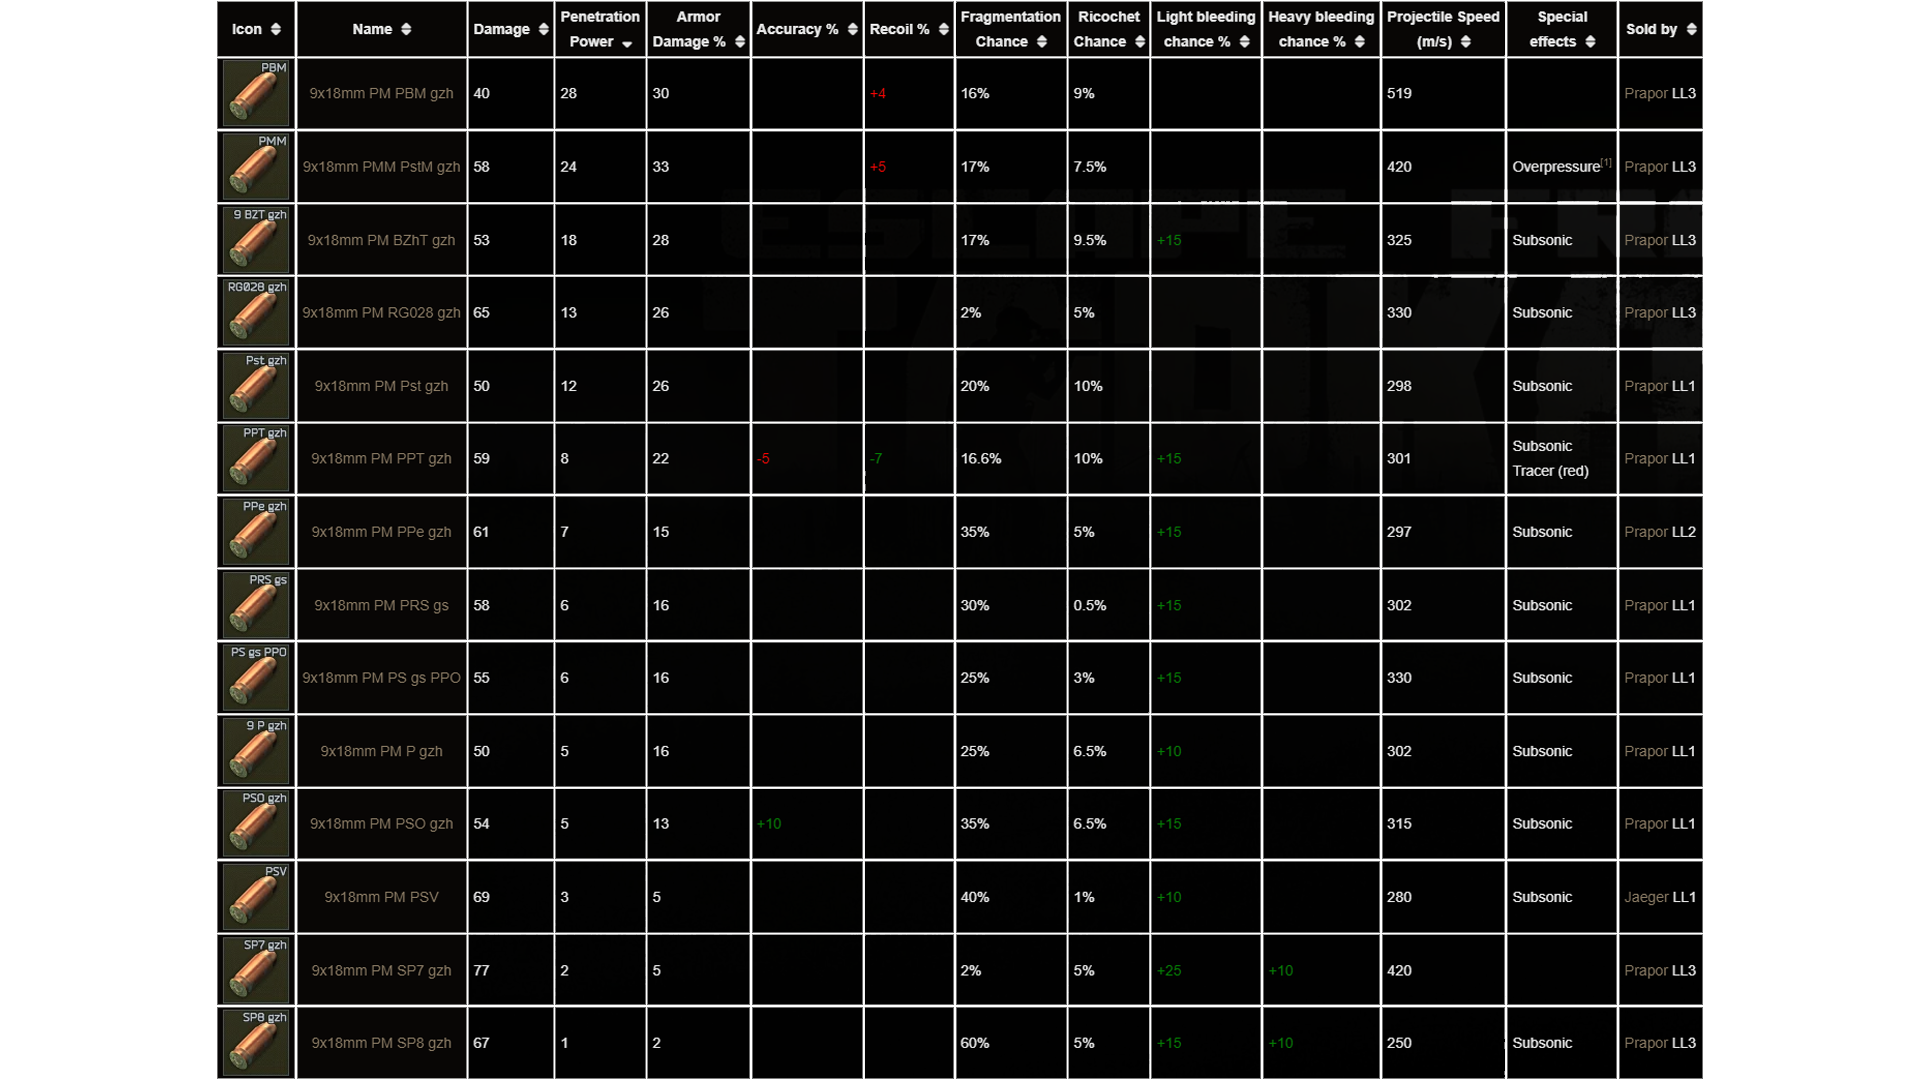 Icon Name Damage Penetration Power Armor Damage % Accuracy % Recoil % Fragmentation Chance Ricochet Chance Light bleeding chance % Heavy bleeding chance % Projectile Speed (m/s) Special effects Sold by
PBM 9x18mm PM PBM gzh 40 28 30 +4 16% 9% 519 Prapor LL3
PMM 9x18mm PMM PstM gzh 58 24 33 +5 17% 7.5% 420 Overpressure[1] Prapor LL3
9 BZT gzh 9x18mm PM BZhT gzh 53 18 28 17% 9.5% +15 325 Subsonic Prapor LL3
RG028 gzh 9x18mm PM RG028 gzh 65 13 26 2% 5% 330 Subsonic Prapor LL3
Pst gzh 9x18mm PM Pst gzh 50 12 26 20% 10% 298 Subsonic Prapor LL1
PPT gzh 9x18mm PM PPT gzh 59 8 22 -5 -7 16.6% 10% +15 301 Subsonic Tracer (red) Prapor LL1
PPe gzh 9x18mm PM PPe gzh 61 7 15 35% 5% +15 297 Subsonic Prapor LL2
PRS gs 9x18mm PM PRS gs 58 6 16 30% 0.5% +15 302 Subsonic Prapor LL1
PS gs PPO 9x18mm PM PS gs PPO 55 6 16 25% 3% +15 330 Subsonic Prapor LL1
9 P gzh 9x18mm PM P gzh 50 5 16 25% 6.5% +10 302 Subsonic Prapor LL1
PSO gzh 9x18mm PM PSO gzh 54 5 13 +10 35% 6.5% +15 315 Subsonic Prapor LL1
PSV 9x18mm PM PSV 69 3 5 40% 1% +10 280 Subsonic Jaeger LL1
SP7 gzh 9x18mm PM SP7 gzh 77 2 5 2% 5% +25 +10 420 Prapor LL3
SP8 gzh 9x18mm PM SP8 gzh 67 1 2 60% 5% +15 +10 250 Subsonic Prapor LL3